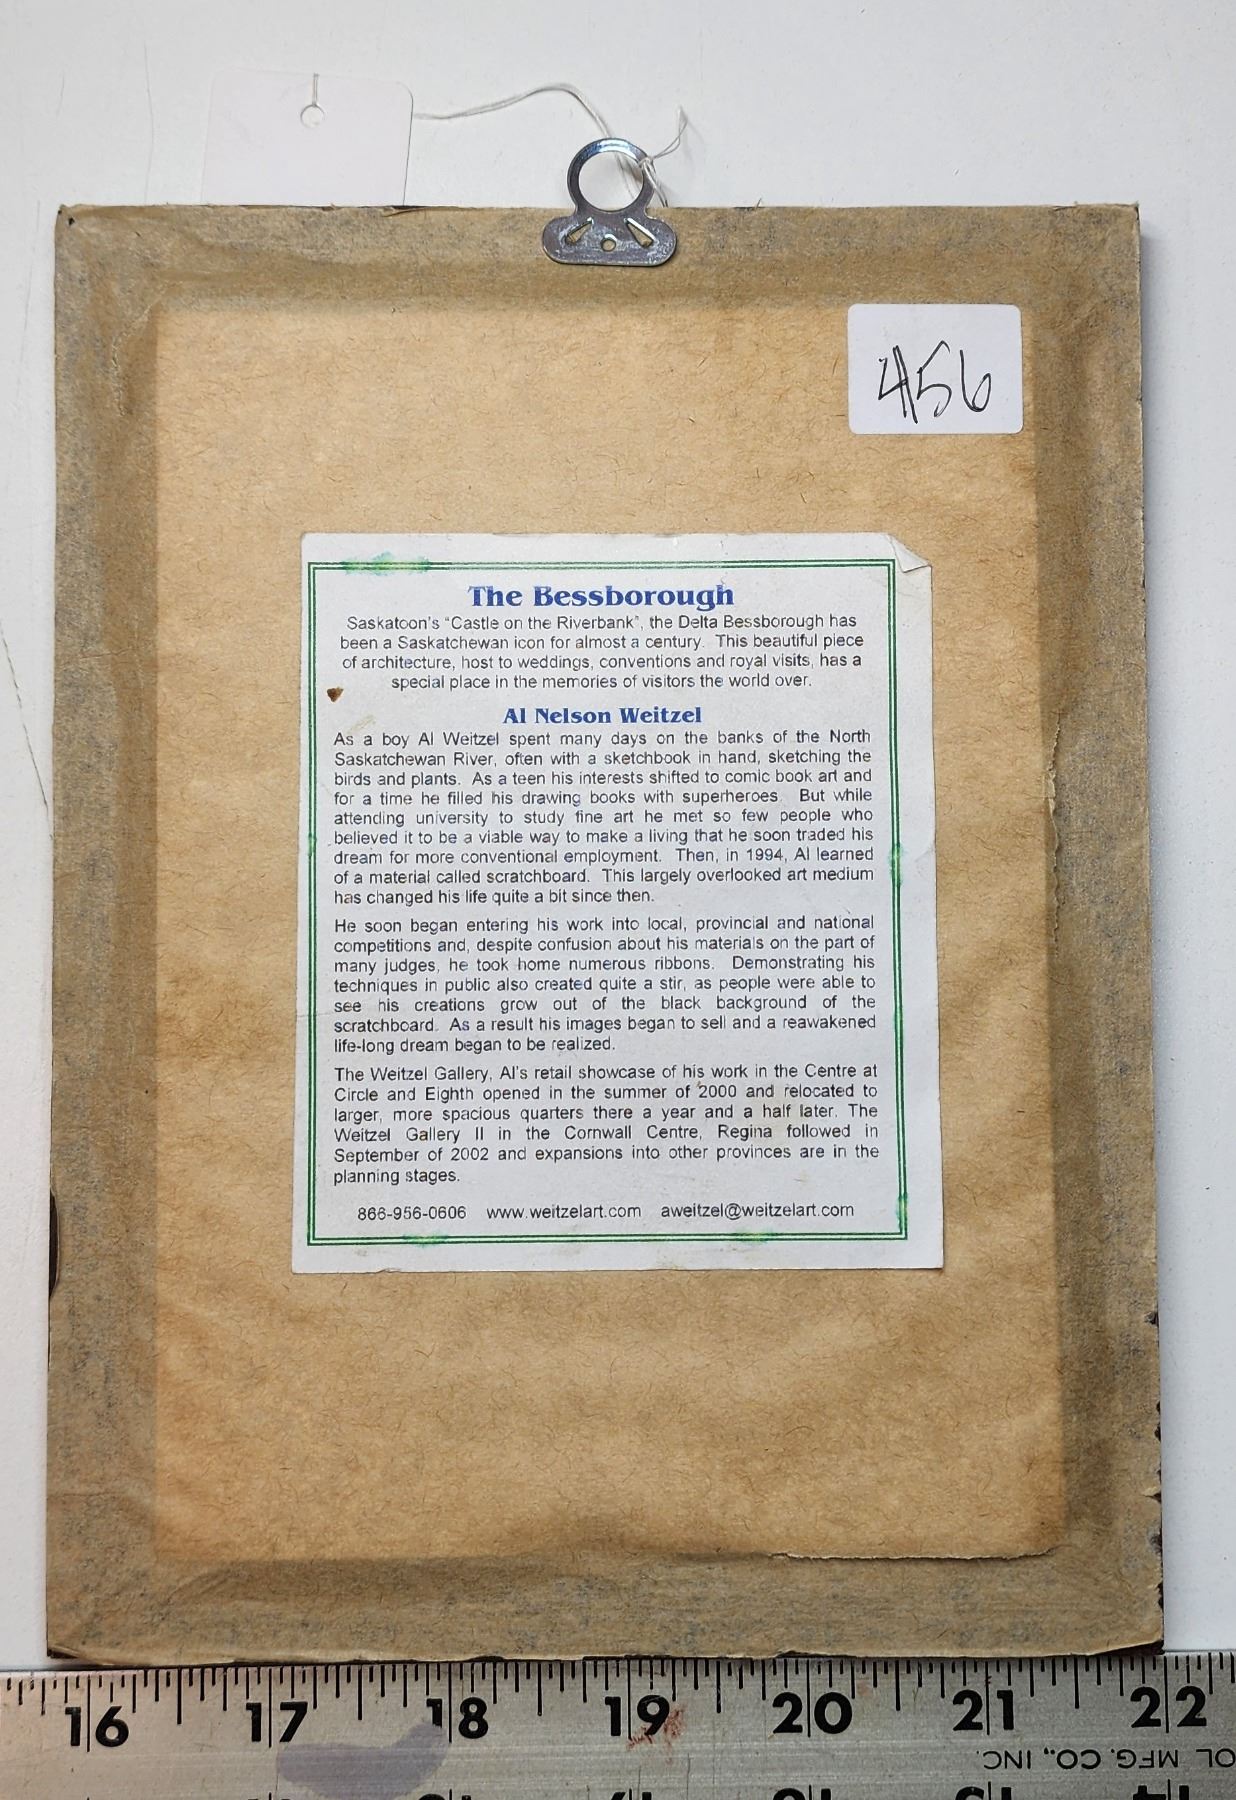 456
The Bessborough
Saskatoon's "Castle on the Riverbank", the Delta Bessborough has
been a Saskatchewan icon for almost a century. This beautiful piece
of architecture, host to weddings, conventions and royal visits, has a
special place in the memories of visitors the world over.
Al Nelson Weitzel
As a boy Al Weitzel spent many days on the banks of the North
Saskatchewan River, often with a sketchbook in hand, sketching the
birds and plants. As a teen his interests shifted to comic book art and
for a time he filled his drawing books with superheroes. But while
attending university to study fine art he met so few people who
believed it to be a viable way to make a living that he soon traded his
dream for more conventional employment. Then, in 1994, Al learned
of a material called scratchboard. This largely overlooked art medium
has changed his life quite a bit since then.
He soon began entering his work into local, provincial and national
competitions and, despite confusion about his materials on the part of
many judges, he took home numerous ribbons. Demonstrating his
techniques in public also created quite a stir, as people were able to
see his creations grow out of the black background of the
scratchboard. As a result his images began to sell and a reawakened
life-long dream began to be realized.
The Weitzel Gallery, Al's retail showcase of his work in the Centre at
Circle and Eighth opened in the summer of 2000 and relocated to
larger, more spacious quarters there a year and a half later. The
Weitzel Gallery II in the Cornwall Centre, Regina followed in
September of 2002 and expansions into other provinces are in the
planning stages.
866-956-0606 www.weitzelart.com aweitzel@weitzelart.com
16 17 18 19 20 21 22
OL MFG. CO., INC.